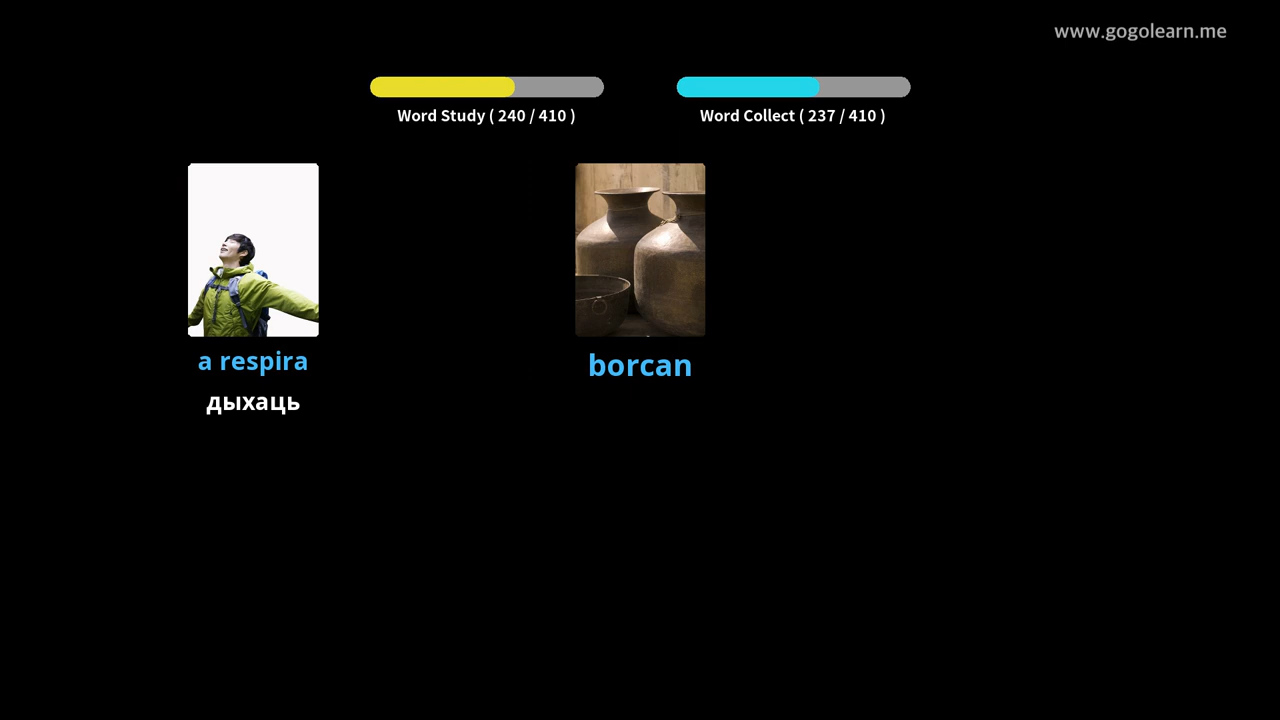 www.gogolearn.me
Word Study ( 240 / 410 )
Word Collect ( 237 / 410 )
a respira
дыхаць
borcan